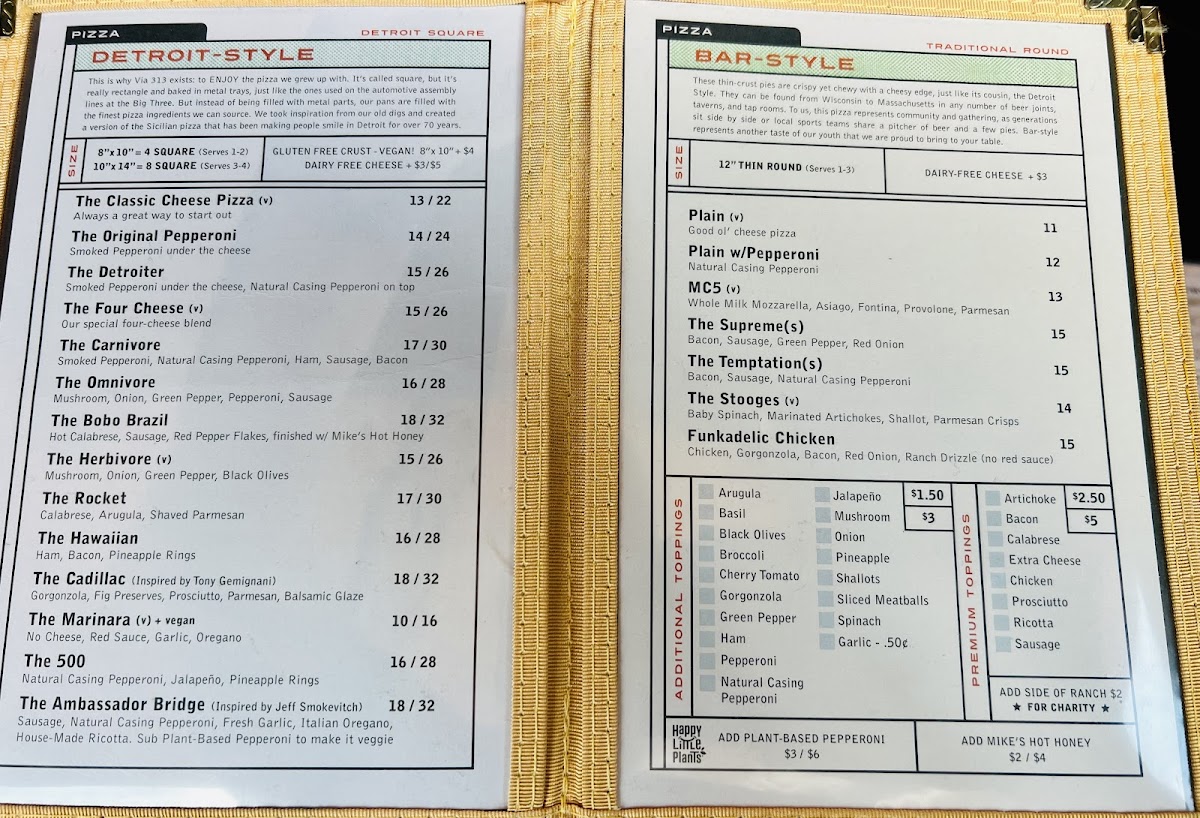 PIZZA
DETROIT SQUARE
DETROIT-STYLE
This is why Via 313 exists: to ENJOY the pizza we grew up with. It's called square, but it's
really rectangle and baked in metal trays, just like the ones used on the automotive assembly
lines at the Big Three. But instead of being filled with metal parts, our pans are filled with
the finest pizza ingredients we can source. We took inspiration from our old digs and created
a version of the Sicilian pizza that has been making people smile in Detroit for over 70 years.
SIZE
8"x 10"= 4 SQUARE (Serves 1-2)
10"x 14"= 8 SQUARE (Serves 3-4)
GLUTEN FREE CRUST - VEGAN! 8"x 10"+ $4
DAIRY FREE CHEESE + $3/$5
The Classic Cheese Pizza (v) 13 / 22
Always a great way to start out
The Original Pepperoni 14 / 24
Smoked Pepperoni under the cheese
The Detroiter 15 / 26
Smoked Pepperoni under the cheese, Natural Casing Pepperoni on top
The Four Cheese (v) 15 / 26
Our special four-cheese blend
The Carnivore 17 / 30
Smoked Pepperoni, Natural Casing Pepperoni, Ham, Sausage, Bacon
The Omnivore 16 / 28
Mushroom, Onion, Green Pepper, Pepperoni, Sausage
The Bobo Brazil 18 / 32
Hot Calabrese, Sausage, Red Pepper Flakes, finished w/ Mike's Hot Honey
The Herbivore (v) 15 / 26
Mushroom, Onion, Green Pepper, Black Olives
The Rocket 17 / 30
Calabrese, Arugula, Shaved Parmesan
The Hawaiian 16 / 28
Ham, Bacon, Pineapple Rings
The Cadillac (Inspired by Tony Gemignani) 18 / 32
Gorgonzola, Fig Preserves, Prosciutto, Parmesan, Balsamic Glaze
The Marinara (v) + vegan 10 / 16
No Cheese, Red Sauce, Garlic, Oregano
The 500 16 / 28
Natural Casing Pepperoni, Jalapeño, Pineapple Rings
The Ambassador Bridge (Inspired by Jeff Smokevitch) 18 / 32
Sausage, Natural Casing Pepperoni, Fresh Garlic, Italian Oregano,
House-Made Ricotta. Sub Plant-Based Pepperoni to make it veggie
PIZZA
TRADITIONAL ROUND
BAR-STYLE
These thin-crust pies are crispy yet chewy with a cheesy edge, just like its cousin, the Detroit
Style. They can be found from Wisconsin to Massachusetts in any number of beer joints,
taverns, and tap rooms. To us, this pizza represents community and gathering, as generations
sit side by side or local sports teams share a pitcher of beer and a few pies. Bar-style
represents another taste of our youth that we are proud to bring to your table.
SIZE
12" THIN ROUND (Serves 1-3)
DAIRY-FREE CHEESE + $3
Plain (v) 11
Good ol' cheese pizza
Plain w/Pepperoni 12
Natural Casing Pepperoni
MC5 (v) 13
Whole Milk Mozzarella, Asiago, Fontina, Provolone, Parmesan
The Supreme(s) 15
Bacon, Sausage, Green Pepper, Red Onion
The Temptation(s) 15
Bacon, Sausage, Natural Casing Pepperoni
The Stooges (v) 14
Baby Spinach, Marinated Artichokes, Shallot, Parmesan Crisps
Funkadelic Chicken 15
Chicken, Gorgonzola, Bacon, Red Onion, Ranch Drizzle (no red sauce)
ADDITIONAL TOPPINGS
$1.50
$3
Arugula
Basil
Black Olives
Broccoli
Cherry Tomato
Gorgonzola
Green Pepper
Ham
Pepperoni
Natural Casing
Pepperoni
Jalapeño
Mushroom
Onion
Pineapple
Shallots
Sliced Meatballs
Spinach
Garlic - .50¢
PREMIUM TOPPINGS
$2.50
$5
Artichoke
Bacon
Calabrese
Extra Cheese
Chicken
Prosciutto
Ricotta
Sausage
ADD SIDE OF RANCH $2
★ FOR CHARITY ★
Happy
Little
Plants
ADD PLANT-BASED PEPPERONI
$3 / $6
ADD MIKE'S HOT HONEY
$2 / $4